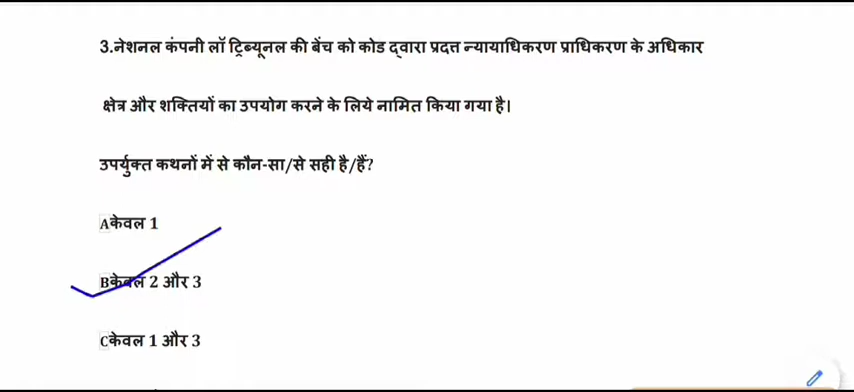 3.नेशनल कंपनी लॉ ट्रिब्यूनल की बेंच को कोड द्वारा प्रदत्त न्यायाधिकरण प्राधिकरण के अधिकार
क्षेत्र और शक्तियों का उपयोग करने के लिये नामित किया गया है।
उपर्युक्त कथनों में से कौन-सा/से सही है/हैं?
Aकेवल 1
Bकेवल 2 और 3
Cकेवल 1 और 3